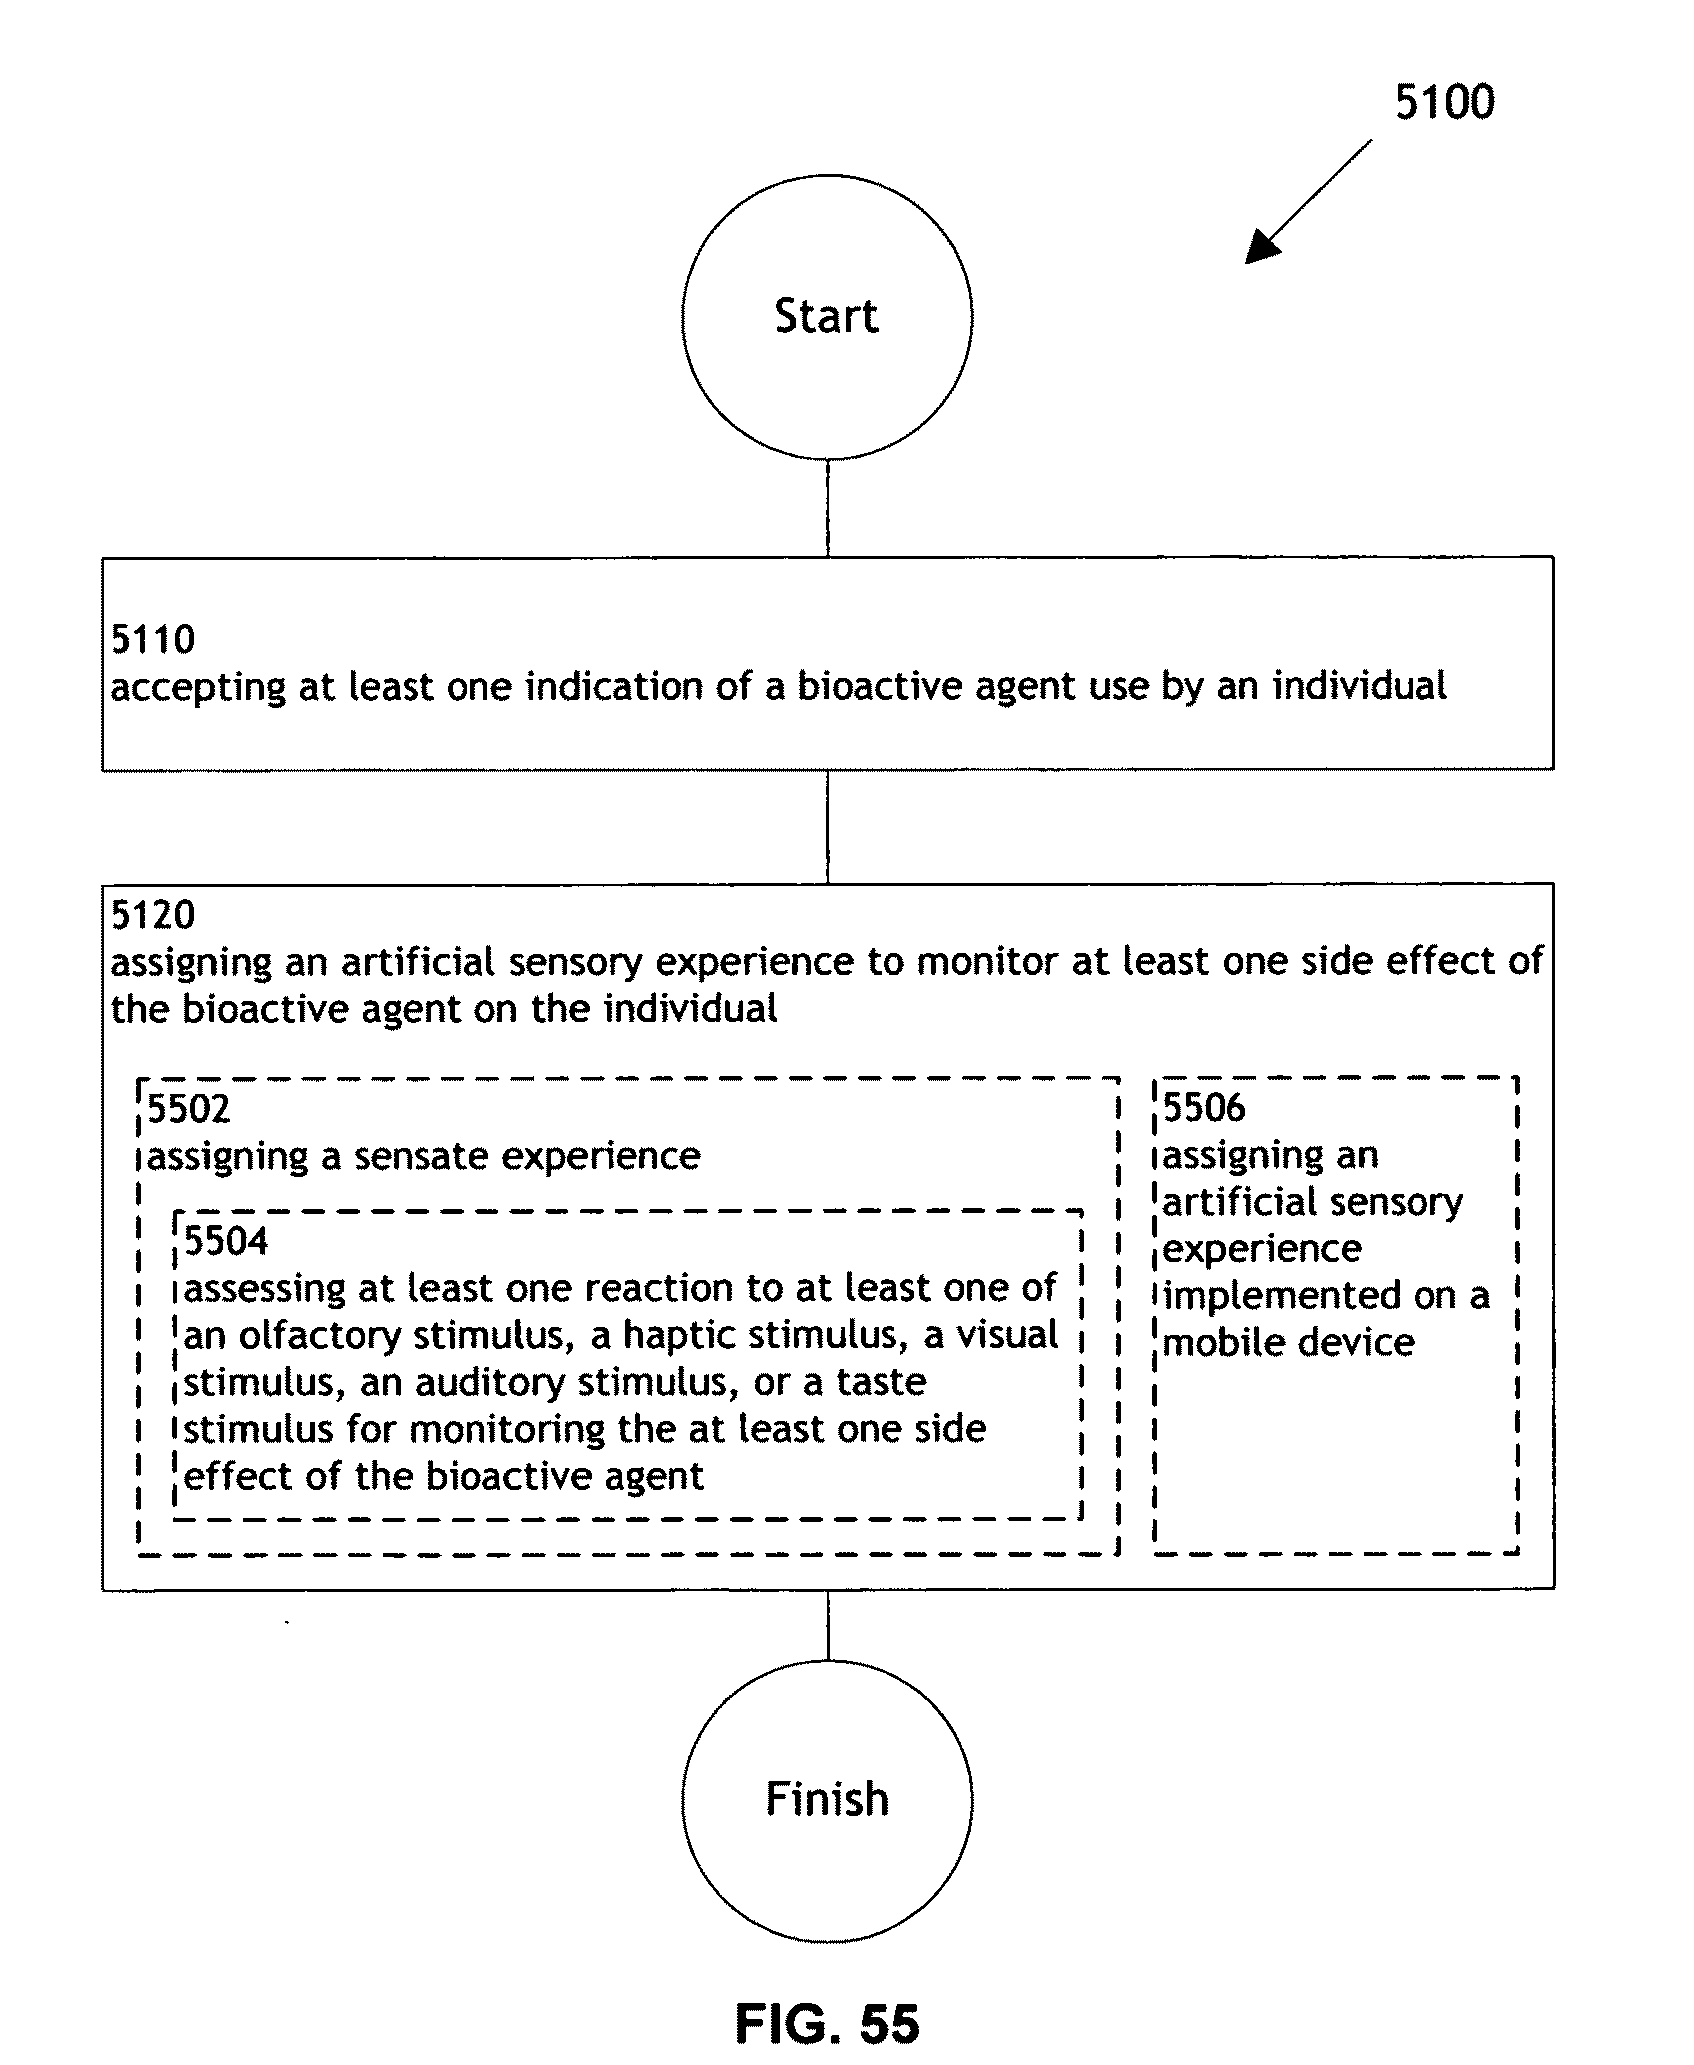 5100
Start
5110
accepting at least one indication of a bioactive agent use by an individual
5120
assigning an artificial sensory experience to monitor at least one side effect of
the bioactive agent on the individual
5502
assigning a sensate experience
5504
assessing at least one reaction to at least one of
an olfactory stimulus, a haptic stimulus, a visual
stimulus, an auditory stimulus, or a taste
stimulus for monitoring the at least one side
effect of the bioactive agent
5506
assigning an
artificial sensory
experience
implemented on a
mobile device
Finish
FIG. 55